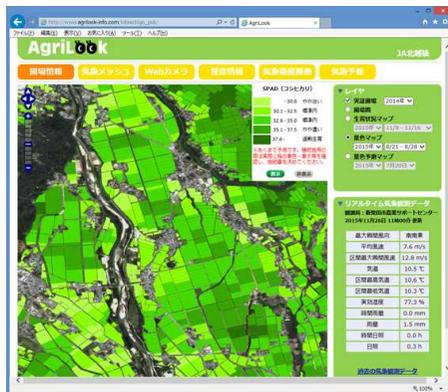 http://www.agrilook-info.com/kitaechigo_pub/
AgriLook
ファイル(F) 編集(E) 表示(V) お気に入り(A) ツール(T) ヘルプ(H)
AgriLook
JA北越後
圃場情報 気象メッシュ Webカメラ 気象予報
SPAD（コシヒカリ）
- 30.0 やや淡い
30.1 - 32.5 標準内
32.6 - 35.0 標準内
35.1 - 37.5 やや濃い
37.6 - 過剰生育
表示 非表示
レイヤ
実証圃場 2014年
圃場図
生育状況マップ
2015年 11/9 - 11/16
葉色マップ
2015年 8/21 - 8/28
葉色予測マップ
2015年 7月20日
リアルタイム気象観測データ
観測局：新発田市農業サポートセンター
2015年11月26日 11時00分 更新
最大瞬間風向 南南東
平均風速 7.6 m/s
区間最大瞬間風速 12.8 m/s
気温 10.5 ℃
区間最高気温 10.6 ℃
区間最低気温 10.3 ℃
実効湿度 77.3 %
時間雨量 0.0 mm
雨量 1.5 mm
時間日照 0.0 h
日照 0.3 h
過去の気象観測データ
100%